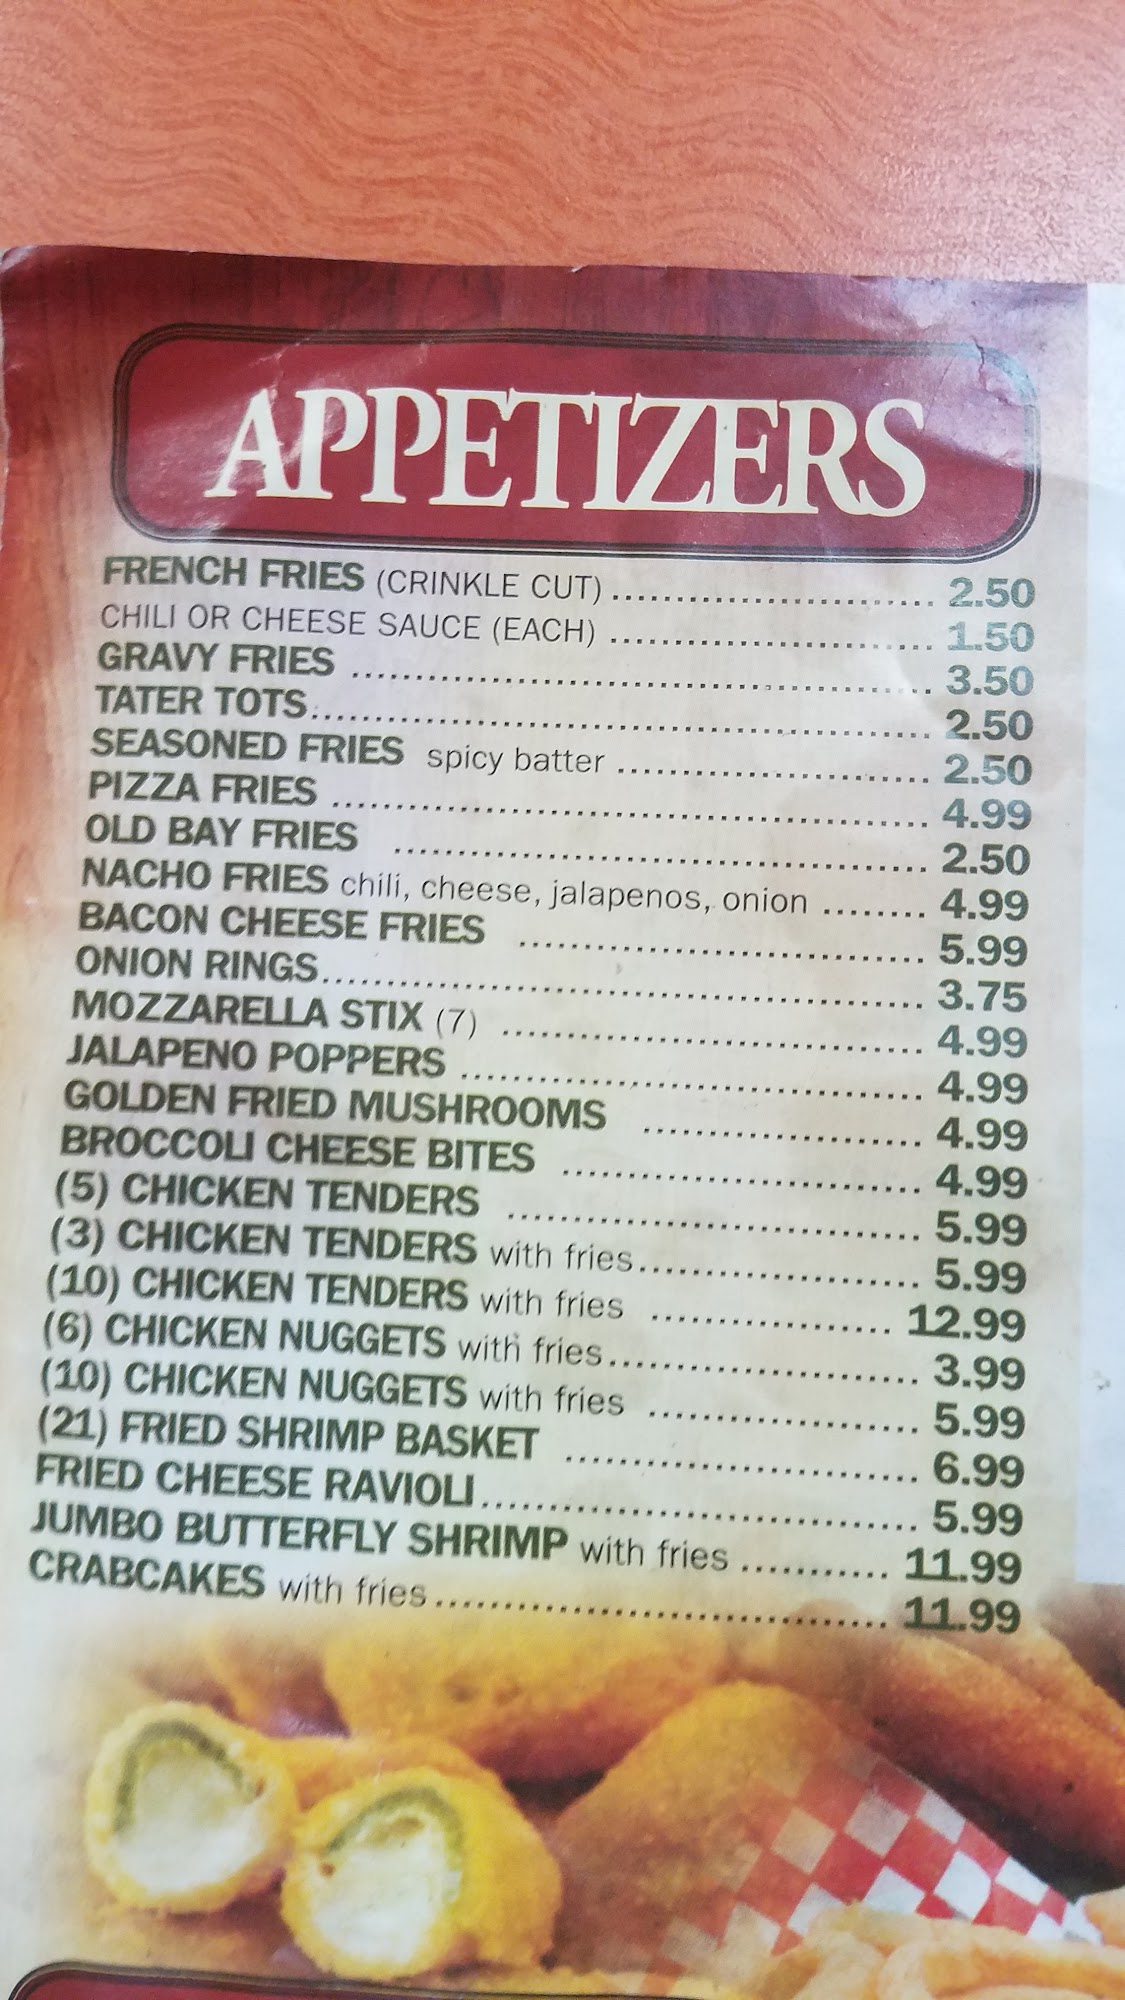 APPETIZERS
FRENCH FRIES (CRINKLE CUT) .............................. 2.50
CHILI OR CHEESE SAUCE (EACH) .............................. 1.50
GRAVY FRIES .............................. 3.50
TATER TOTS .............................. 2.50
SEASONED FRIES spicy batter .............................. 2.50
PIZZA FRIES .............................. 4.99
OLD BAY FRIES .............................. 2.50
NACHO FRIES chili, cheese, jalapenos, onion ........ 4.99
BACON CHEESE FRIES .............................. 5.99
ONION RINGS .............................. 3.75
MOZZARELLA STIX (7) .............................. 4.99
JALAPENO POPPERS .............................. 4.99
GOLDEN FRIED MUSHROOMS .............................. 4.99
BROCCOLI CHEESE BITES .............................. 4.99
(5) CHICKEN TENDERS .............................. 5.99
(3) CHICKEN TENDERS with fries .............................. 5.99
(10) CHICKEN TENDERS with fries .................... 12.99
(6) CHICKEN NUGGETS with fries .............................. 3.99
(10) CHICKEN NUGGETS with fries .................... 5.99
(21) FRIED SHRIMP BASKET .............................. 6.99
FRIED CHEESE RAVIOLI .............................. 5.99
JUMBO BUTTERFLY SHRIMP with fries ........... 11.99
CRABCAKES with fries .............................. 11.99